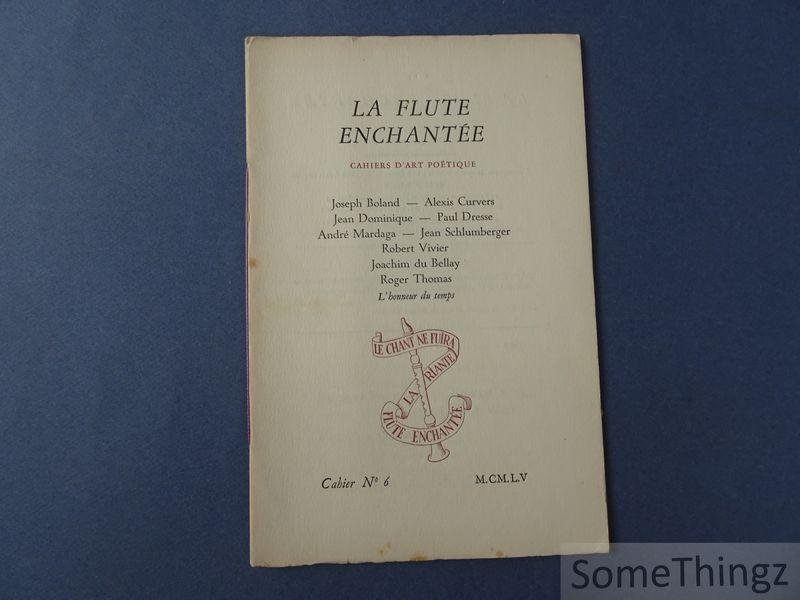 LA FLUTE
ENCHANTÉE
CAHIERS D'ART POÉTIQUE
Joseph Boland — Alexis Curvers
Jean Dominique — Paul Dresse
André Mardaga — Jean Schlumberger
Robert Vivier
Joachim du Bellay
Roger Thomas
L'honneur du temps
LE CHANT NE FUIRA
LA RIANTE
FLUTE ENCHANTÉE
Cahier Nº 6
M.CM.L.V
SomeThingz